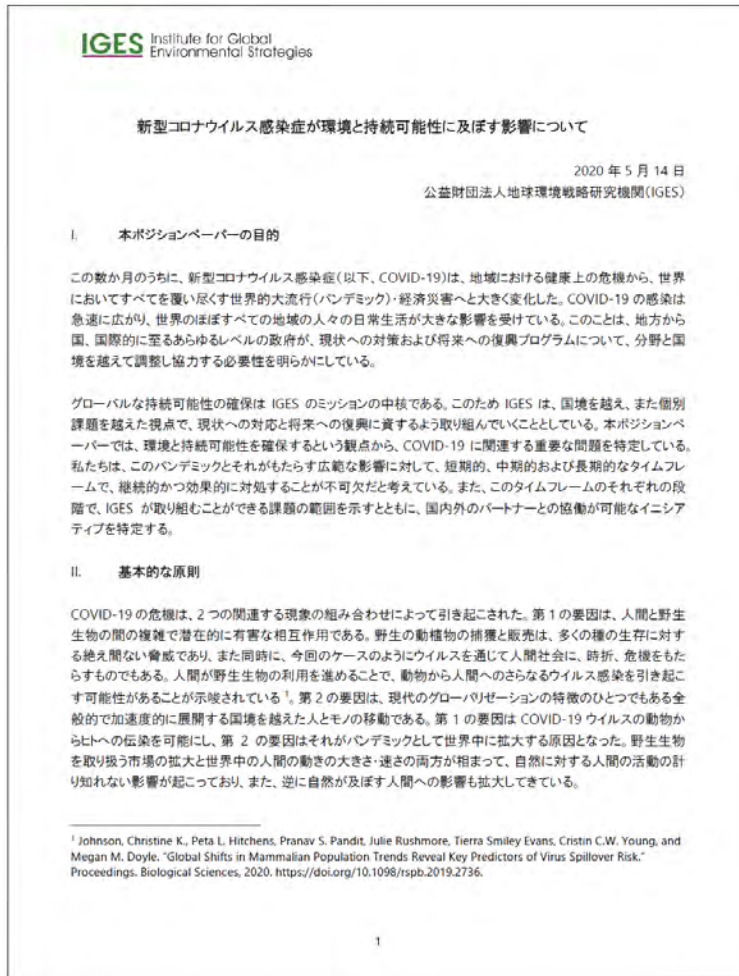 IGES Institute for Global
Environmental Strategies
新型コロナウイルス感染症が環境と持続可能性に及ぼす影響について
2020 年 5 月 14 日
公益財団法人地球環境戦略研究機関(IGES)
I. 本ポジションペーパーの目的
この数か月のうちに、新型コロナウイルス感染症(以下、COVID-19)は、地域における健康上の危機から、世界
においてすべてを覆い尽くす世界的大流行(パンデミック)・経済災害へと大きく変化した。COVID-19 の感染は
急速に広がり、世界のほぼすべての地域の人々の日常生活が大きな影響を受けている。このことは、地方から
国、国際的に至るあらゆるレベルの政府が、現状への対策および将来への復興プログラムについて、分野と国
境を越えて調整し協力する必要性を明らかにしている。
グローバルな持続可能性の確保は IGES のミッションの中核である。このため IGES は、国境を越え、また個別
課題を越えた視点で、現状への対応と将来への復興に資するよう取り組んでいくこととしている。本ポジションペ
ーパーでは、環境と持続可能性を確保するという観点から、COVID-19 に関連する重要な問題を特定している。
私たちは、このパンデミックとそれがもたらす広範な影響に対して、短期的、中期的および長期的なタイムフレ
ームで、継続的かつ効果的に対処することが不可欠だと考えている。また、このタイムフレームのそれぞれの段
階で、IGES が取り組むことができる課題の範囲を示すとともに、国内外のパートナーとの協働が可能なイニシア
ティブを特定する。
II. 基本的な原則
COVID-19 の危機は、2 つの関連する現象の組み合わせによって引き起こされた。第 1 の要因は、人間と野生
生物の間の複雑で潜在的に有害な相互作用である。野生の動植物の捕獲と販売は、多くの種の生存に対す
る絶え間ない脅威であり、また同時に、今回のケースのようにウイルスを通じて人間社会に、時折、危機をもた
らすものでもある。人間が野生生物の利用を進めることで、動物から人間へのさらなるウイルス感染を引き起こ
す可能性があることが示唆されている 1。第 2 の要因は、現代のグローバリゼーションの特徴のひとつでもある全
般的で加速度的に展開する国境を越えた人とモノの移動である。第 1 の要因は COVID-19 ウイルスの動物か
らヒトへの伝染を可能にし、第 2 の要因はそれがパンデミックとして世界中に拡大する原因となった。野生生物
を取り扱う市場の拡大と世界中の人間の動きの大きさ・速さの両方が相まって、自然に対する人間の活動の計
り知れない影響が起こっており、また、逆に自然が及ぼす人間への影響も拡大してきている。
1 Johnson, Christine K., Peta L. Hitchens, Pranav S. Pandit, Julie Rushmore, Tierra Smiley Evans, Cristin C.W. Young, and
Megan M. Doyle. "Global Shifts in Mammalian Population Trends Reveal Key Predictors of Virus Spillover Risk."
Proceedings. Biological Sciences, 2020. https://doi.org/10.1098/rspb.2019.2736.
1